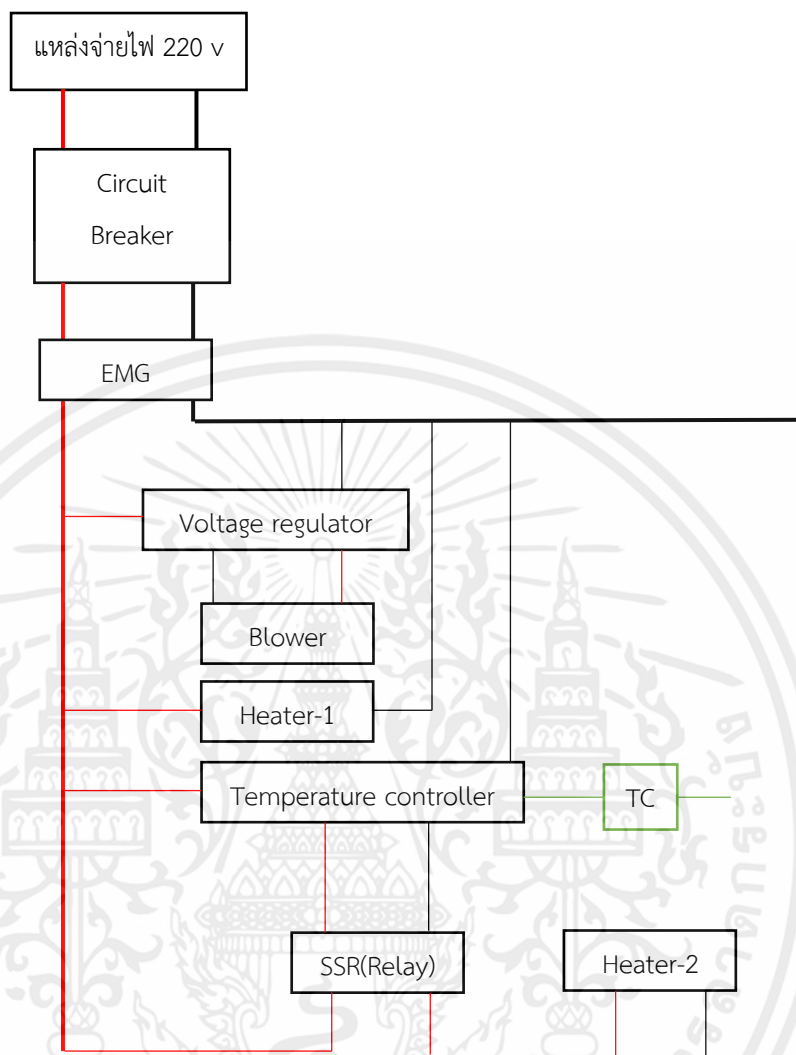 แหล่งจ่ายไฟ 220 v
Circuit
Breaker
EMG
Voltage regulator
Blower
Heater-1
Temperature controller
TC
SSR(Relay)
Heater-2